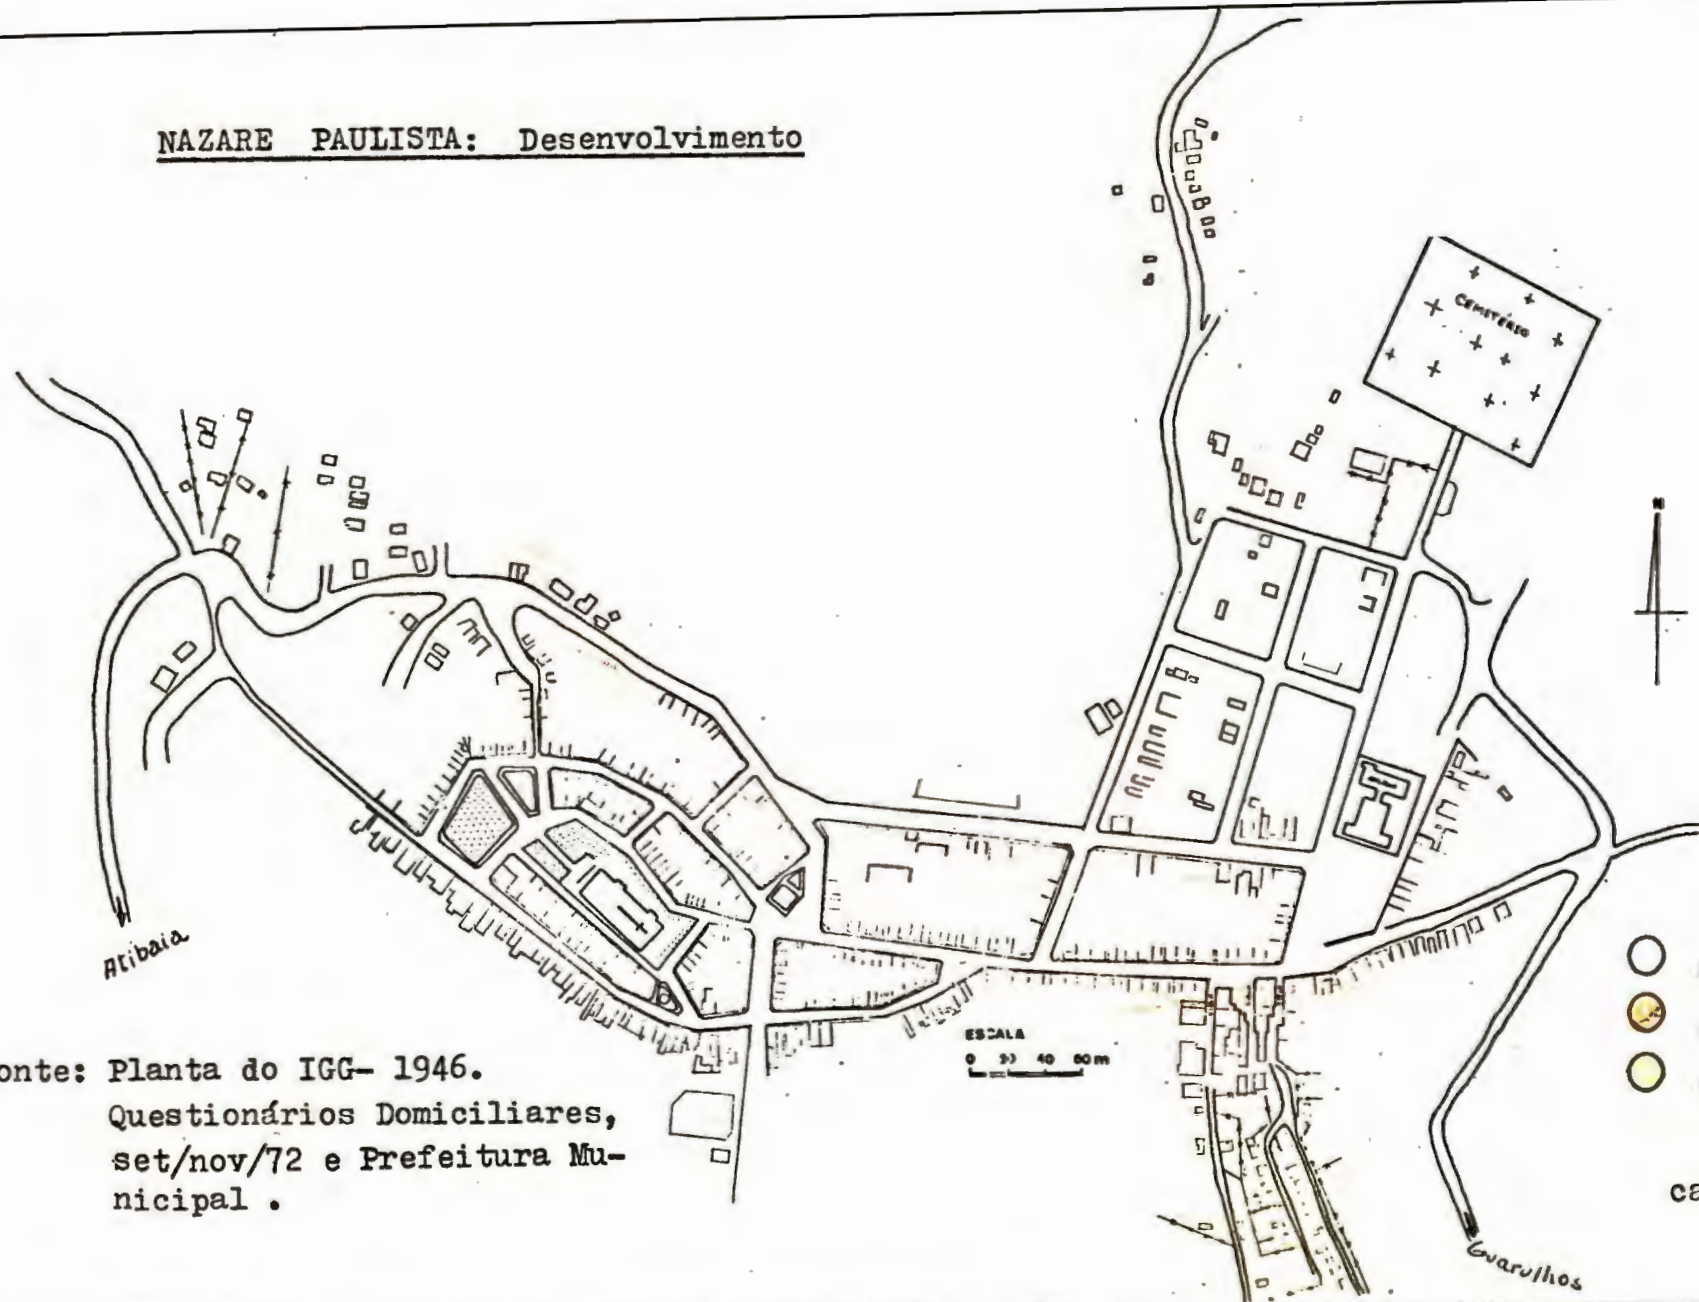 NAZARE PAULISTA: Desenvolvimento
CEMITÉRIO
N
Atibaia
ESCALA
0 20 40 60m
onte: Planta do IGG- 1946.
Questionários Domiciliares,
set/nov/72 e Prefeitura Mu-
nicipal .
ca
Guarulhos